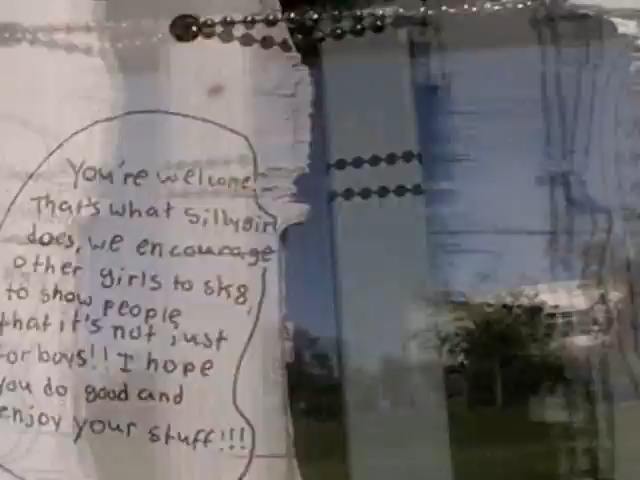 You're welcome
That's what Sillygirl
does, we encourage
other girls to sk8,
to show people
that it's not just
for boys!! I hope
you do good and
enjoy your stuff!!!